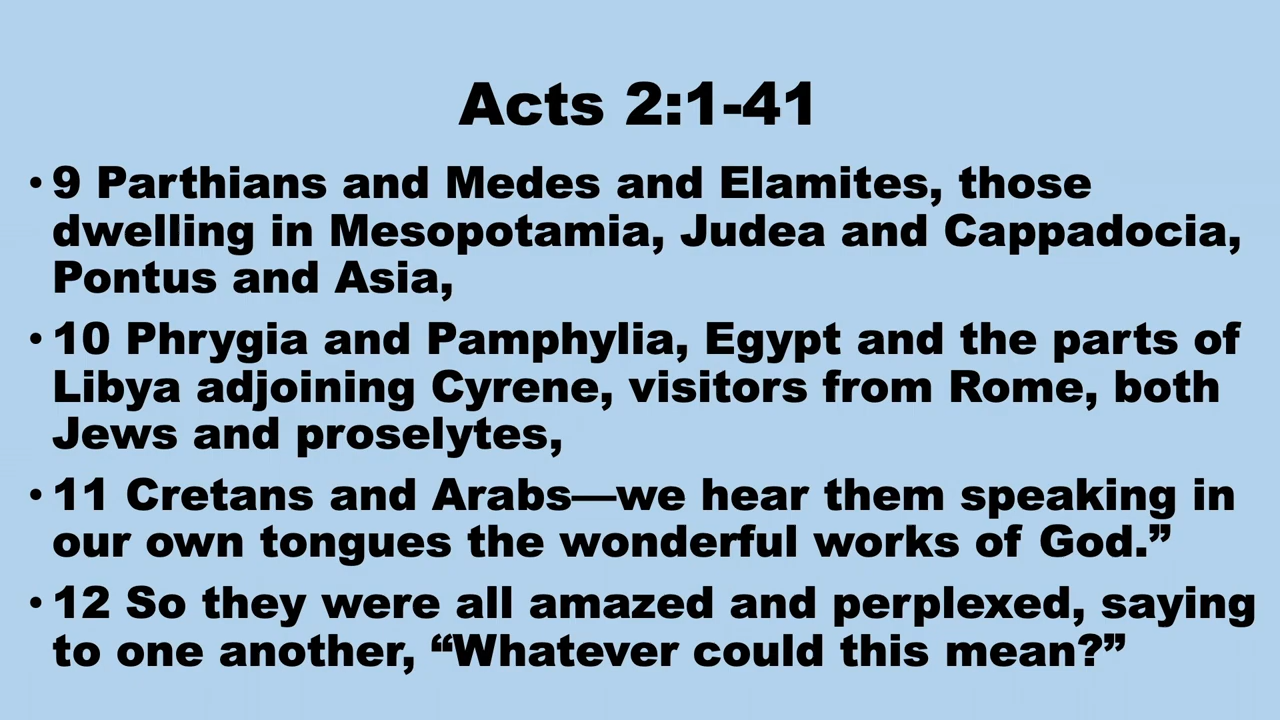 Acts 2:1-41
• 9 Parthians and Medes and Elamites, those
dwelling in Mesopotamia, Judea and Cappadocia,
Pontus and Asia,
• 10 Phrygia and Pamphylia, Egypt and the parts of
Libya adjoining Cyrene, visitors from Rome, both
Jews and proselytes,
• 11 Cretans and Arabs—we hear them speaking in
our own tongues the wonderful works of God.”
• 12 So they were all amazed and perplexed, saying
to one another, “Whatever could this mean?”